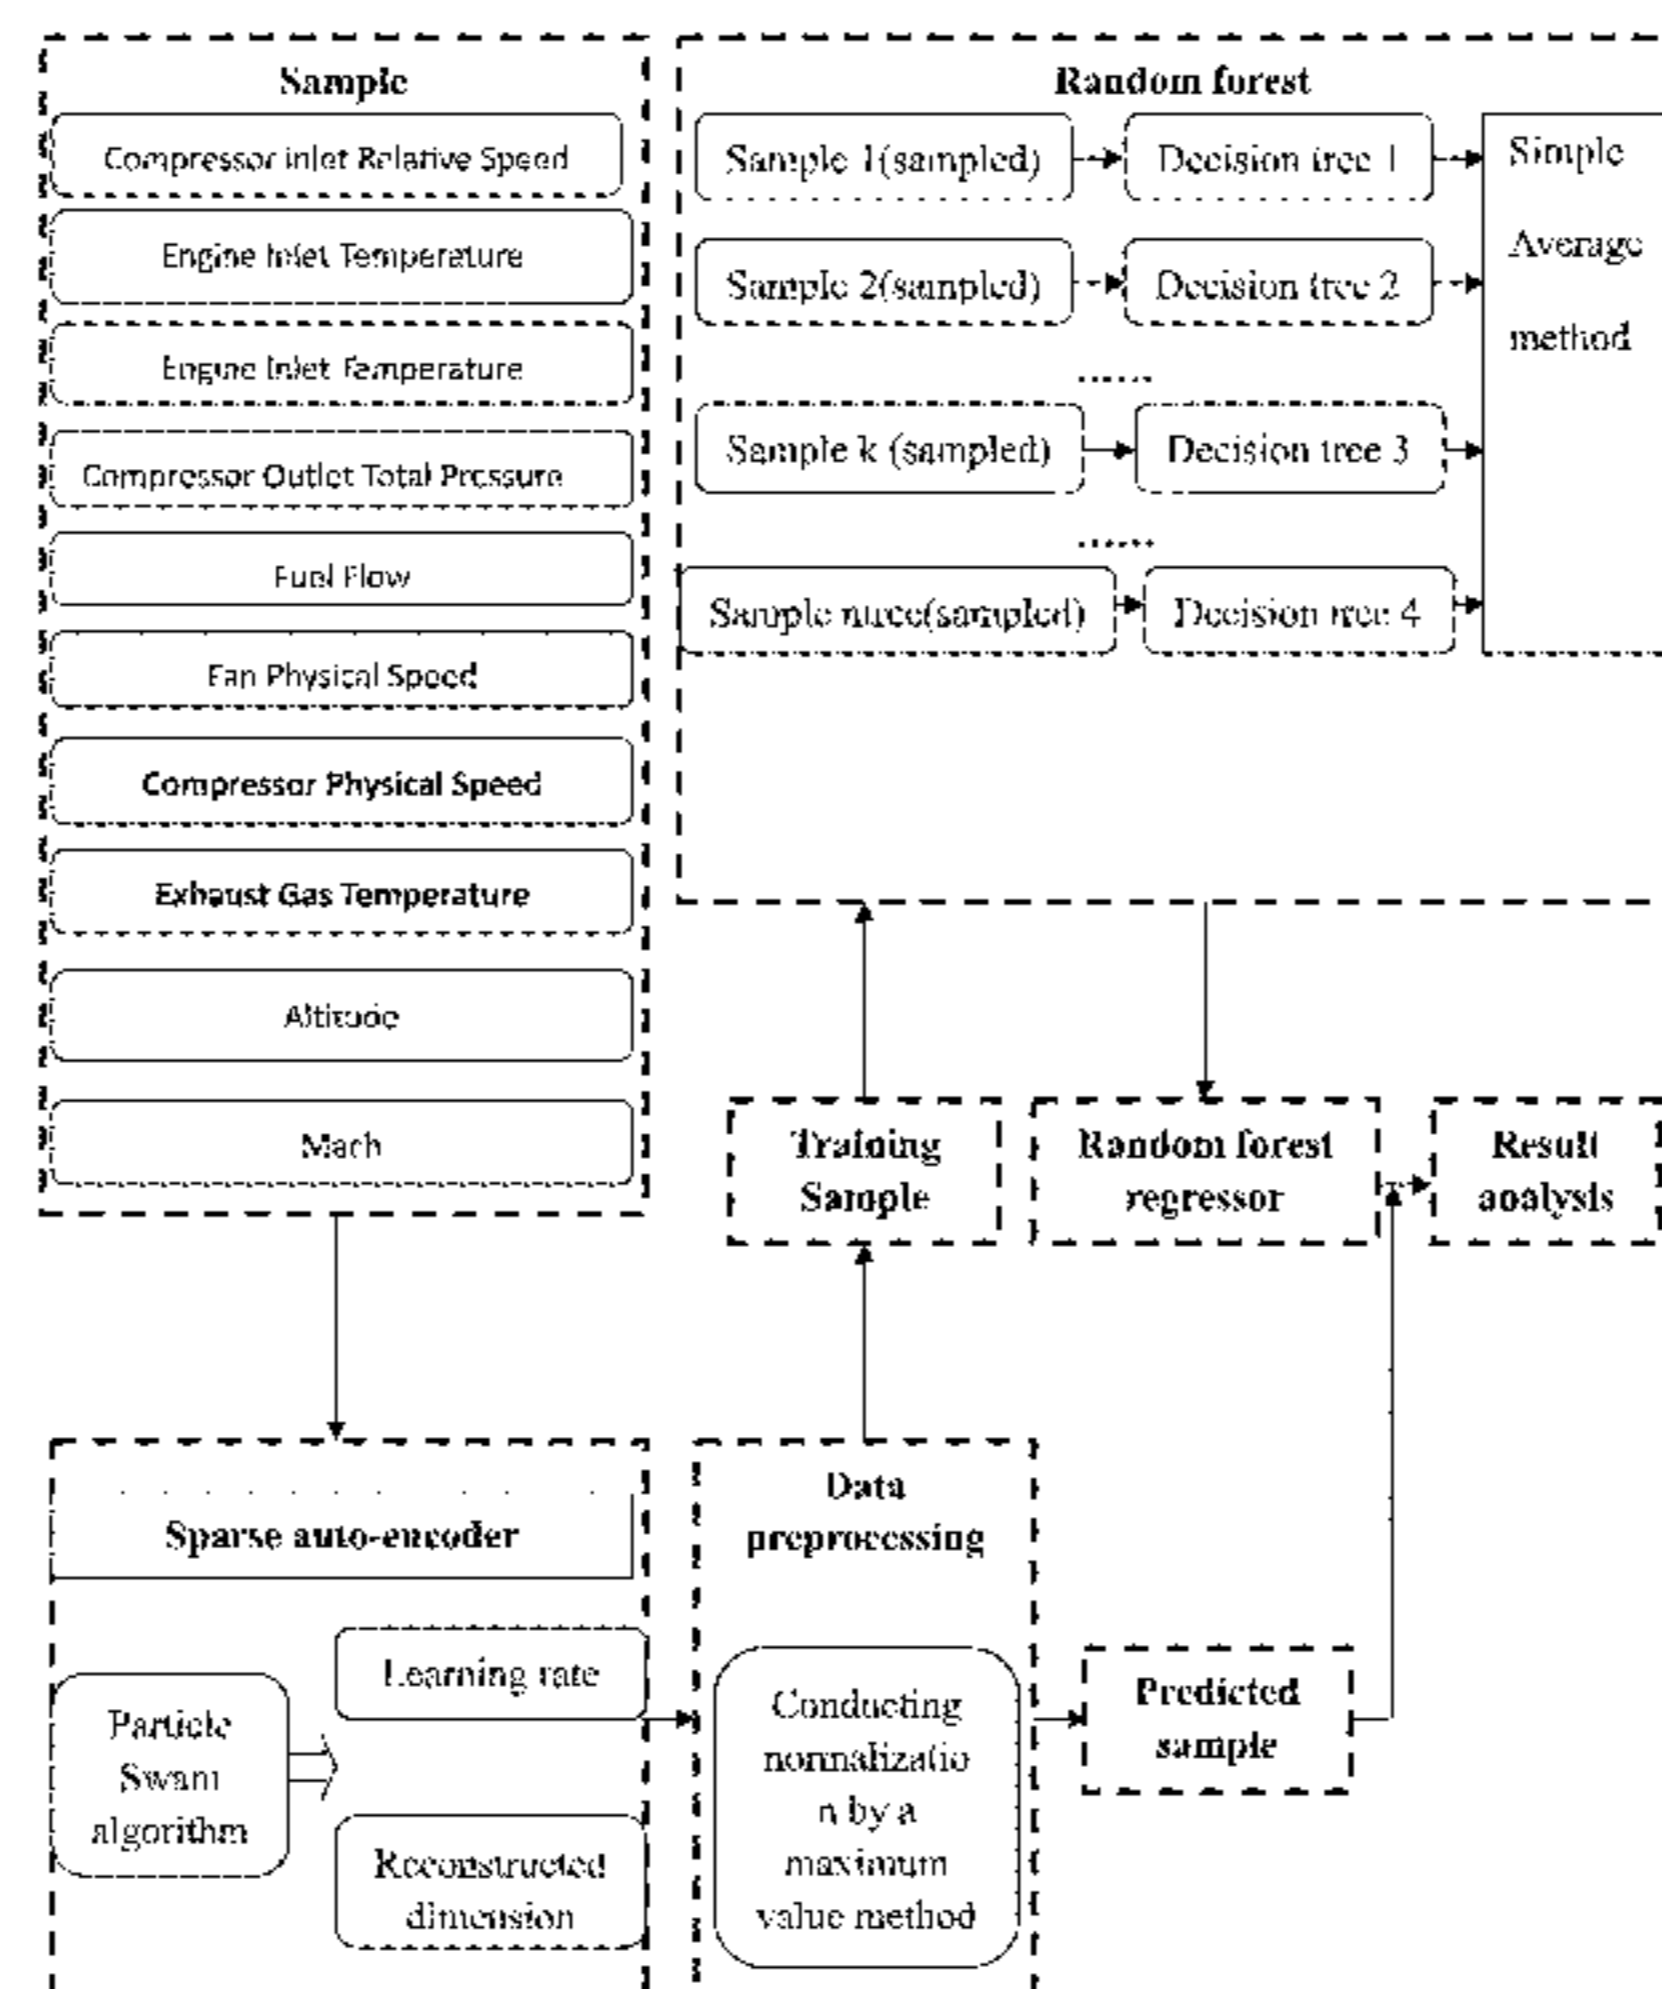 Sample
Compressor inlet Relative Speed
Engine Inlet Temperature
Engine Inlet Temperature
Compressor Outlet Total Pressure
Fuel Flow
Fan Physical Speed
Compressor Physical Speed
Exhaust Gas Temperature
Altitude
Mach
Random forest
Sample 1(sampled)
Decision tree 1
Sample 2(sampled)
Decision tree 2
......
Sample k (sampled)
Decision tree 3
......
Sample ntree(sampled)
Decision tree 4
Simple
Average
method
Training
Sample
Random forest
regressor
Result
analysis
Sparse auto-encoder
Particle
Swarm
algorithm
Learning rate
Reconstructed
dimension
Data
preprocessing
Conducting
normalizatio
n by a
maximum
value method
Predicted
sample